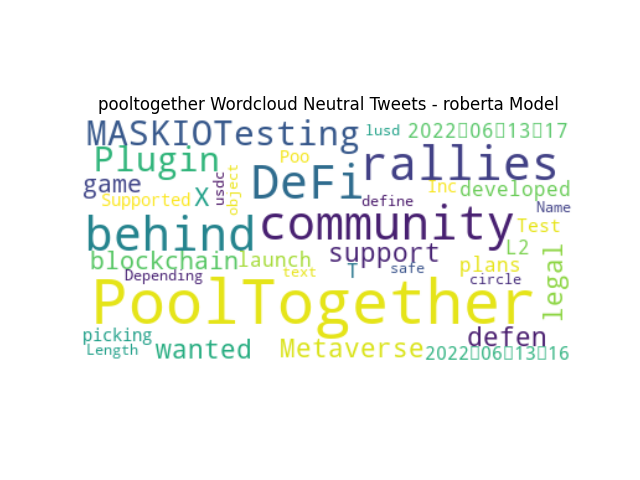 pooltogether Wordcloud Neutral Tweets - roberta Model
MASKIOTesting lusd 2022▯06▯13▯17
Plugin Poo rallies
game Supported X usdc object DeFi define Inc developed
Name
behind community Test
blockchain launch support L2
Depending text T safe plans circle legal
PoolTogether
picking wanted Metaverse defen
Length 2022▯06▯13▯16